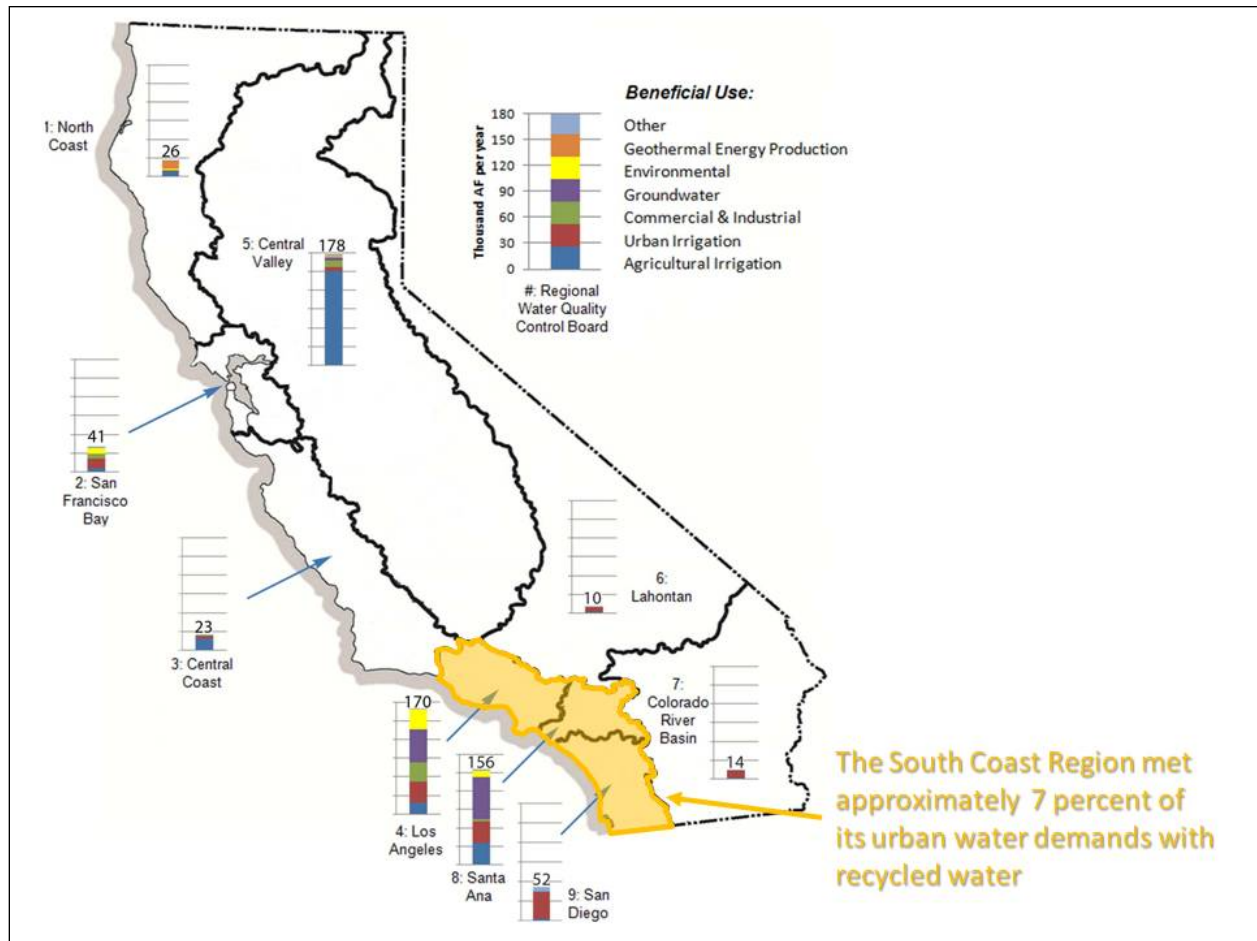 Beneficial Use:
180
150
120
90
60
30
0
Thousand AF per year
Other
Geothermal Energy Production
Environmental
Groundwater
Commercial & Industrial
Urban Irrigation
Agricultural Irrigation
#: Regional
Water Quality
Control Board
1: North
Coast
26
5: Central
Valley
178
41
2: San
Francisco
Bay
23
3: Central
Coast
6:
Lahontan
10
7:
Colorado
River
Basin
14
170
4: Los
Angeles
156
8: Santa
Ana
52
9: San
Diego
The South Coast Region met
approximately 7 percent of
its urban water demands with
recycled water